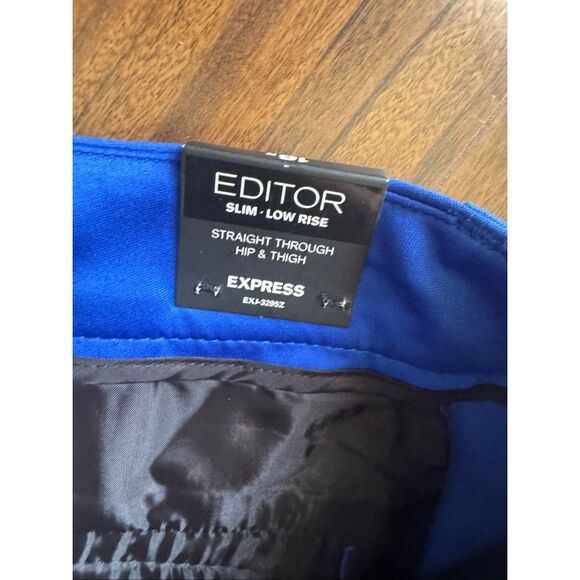 EDITOR
SLIM · LOW RISE
STRAIGHT THROUGH
HIP & THIGH
EXPRESS
EXJ-3295Z